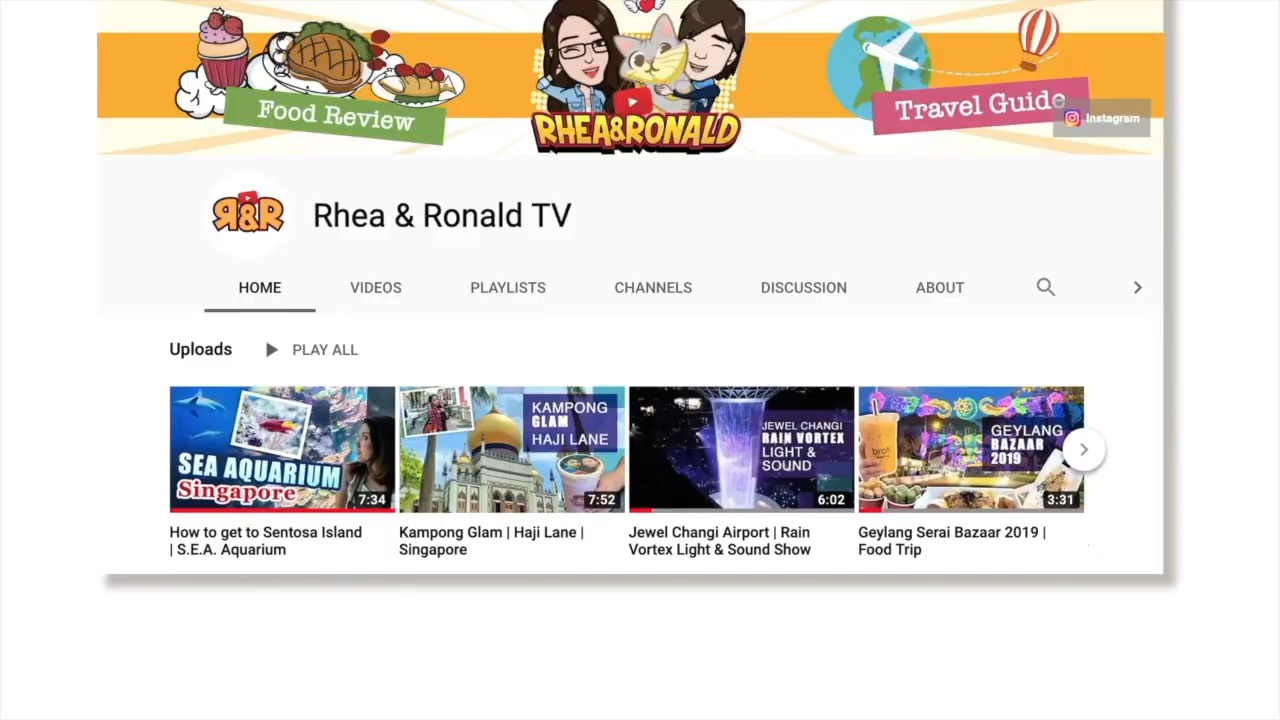 Food Review
RHEA&RONALD
Travel Guide
Instagram
R&R
Rhea & Ronald TV
HOME
VIDEOS
PLAYLISTS
CHANNELS
DISCUSSION
ABOUT
Uploads
PLAY ALL
SEA AQUARIUM
Singapore
7:34
KAMPONG
GLAM
HAJI LANE
7:52
JEWEL CHANGI
RAIN VORTEX
LIGHT &
SOUND
6:02
GEYLANG
BAZAAR
2019
3:31
How to get to Sentosa Island
| S.E.A. Aquarium
Kampong Glam | Haji Lane |
Singapore
Jewel Changi Airport | Rain
Vortex Light & Sound Show
Geylang Serai Bazaar 2019 |
Food Trip